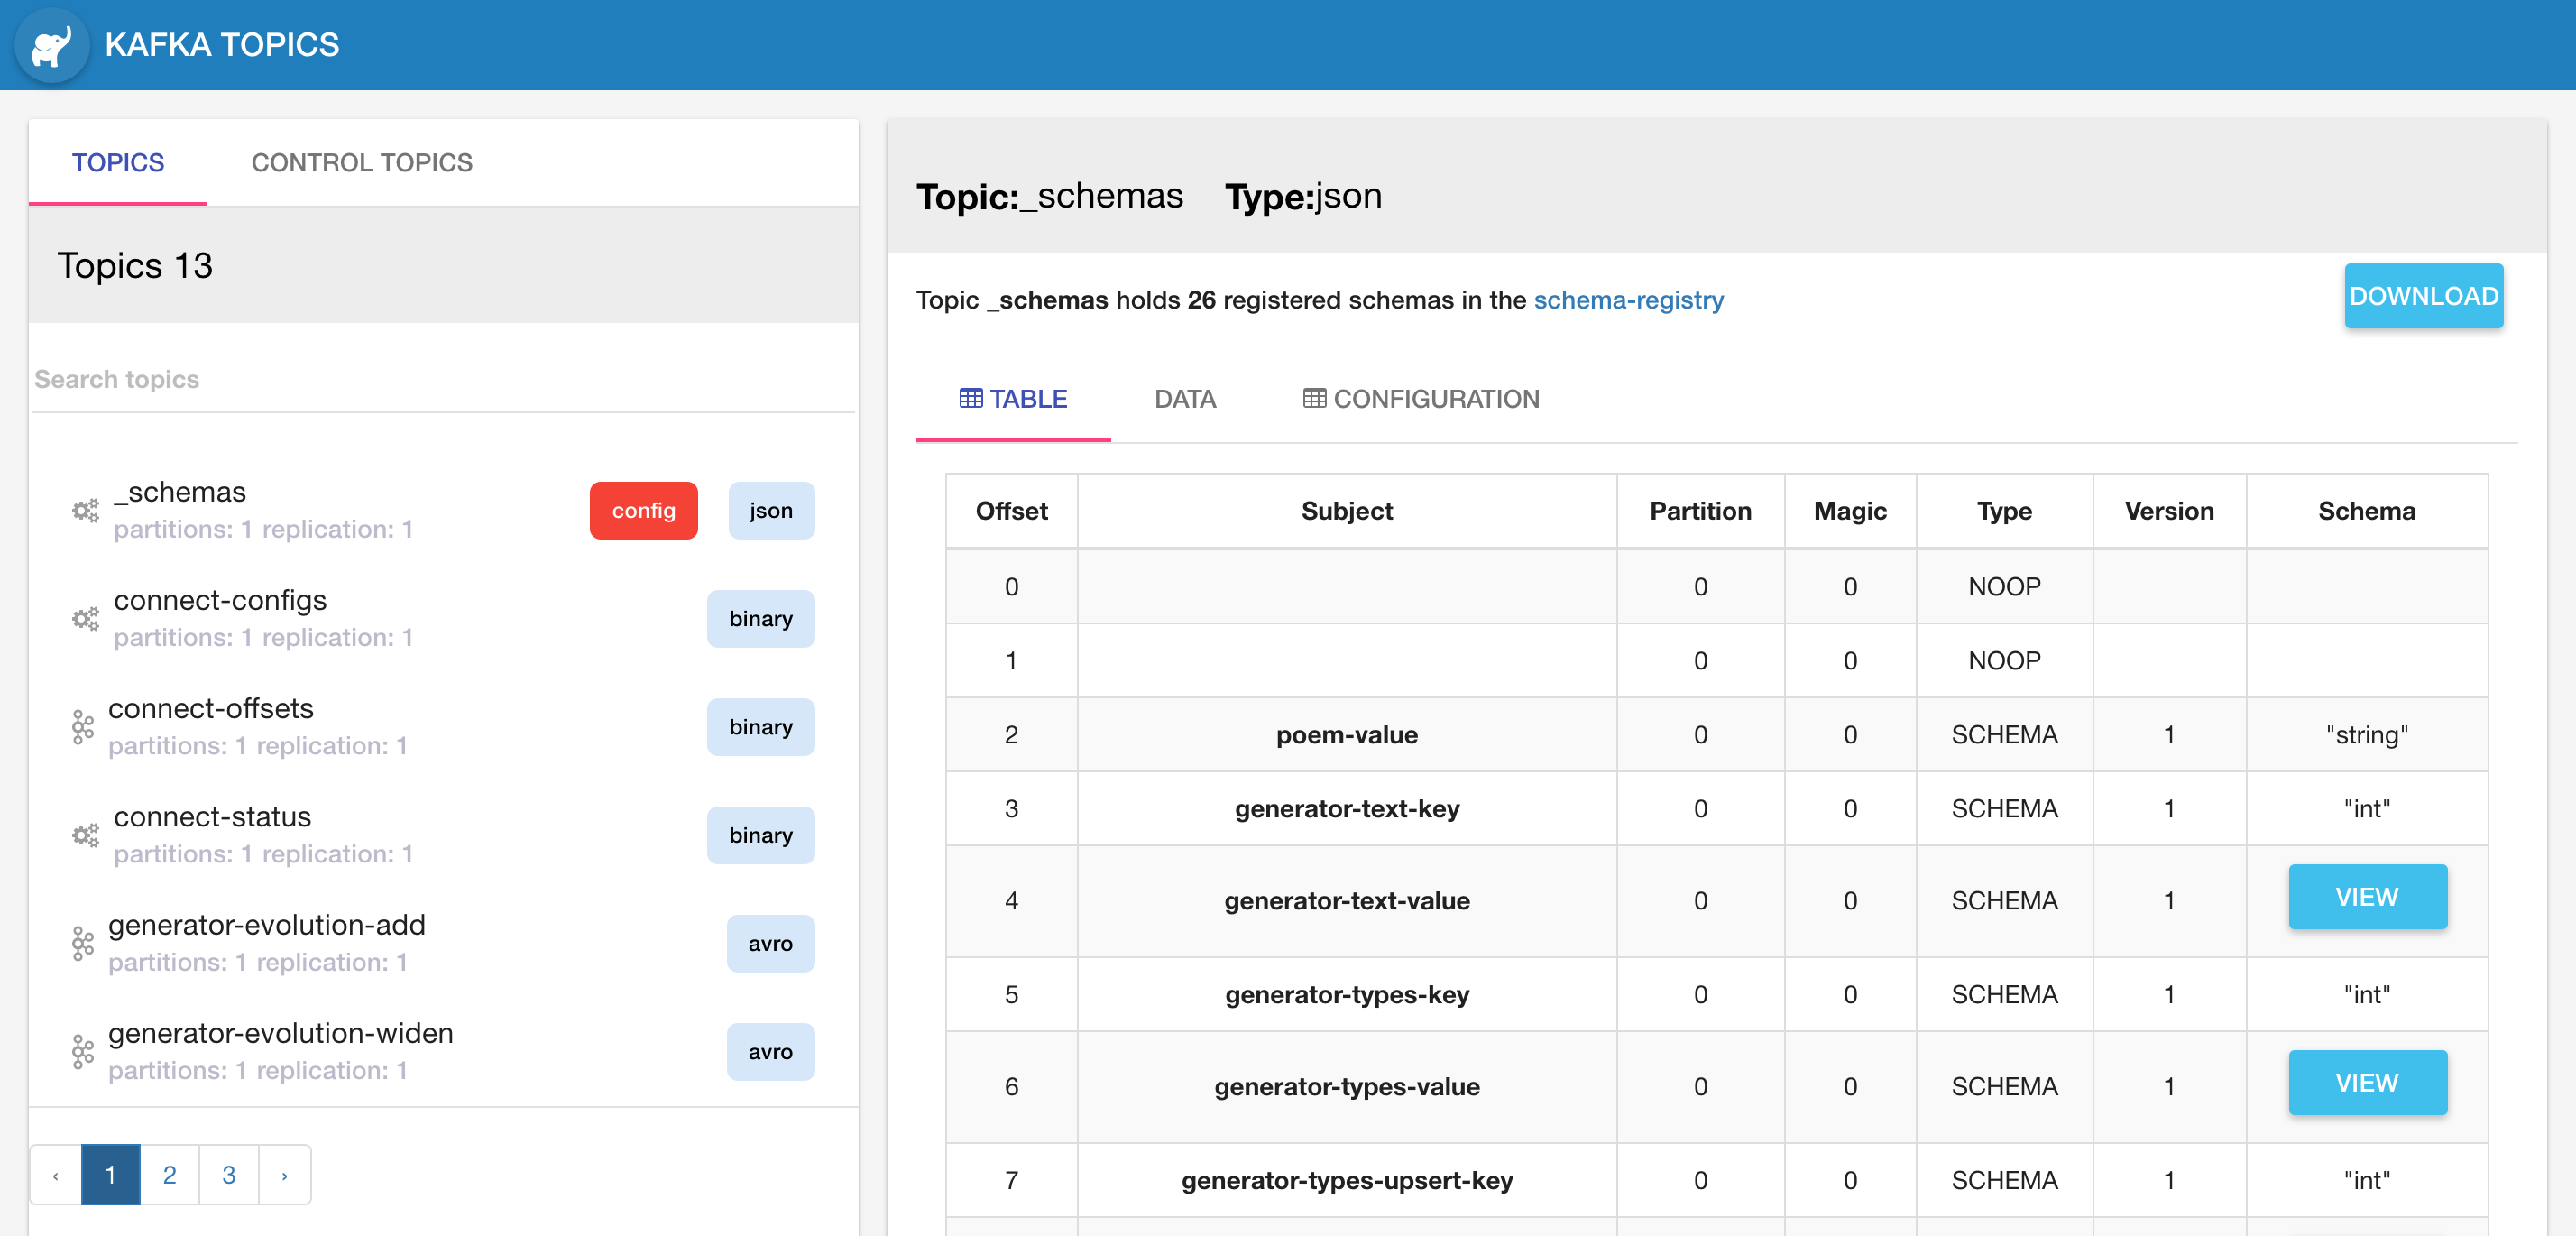 KAFKA TOPICS
TOPICS CONTROL TOPICS
Topics 13
Search topics
_schemas
partitions: 1 replication: 1
config json
connect-configs
partitions: 1 replication: 1
binary
connect-offsets
partitions: 1 replication: 1
binary
connect-status
partitions: 1 replication: 1
binary
generator-evolution-add
partitions: 1 replication: 1
avro
generator-evolution-widen
partitions: 1 replication: 1
avro
‹ 1 2 3 ›
Topic:_schemas Type:json
Topic _schemas holds 26 registered schemas in the schema-registry
DOWNLOAD
TABLE DATA CONFIGURATION
Offset Subject Partition Magic Type Version Schema
0 0 0 NOOP
1 0 0 NOOP
2 poem-value 0 0 SCHEMA 1 "string"
3 generator-text-key 0 0 SCHEMA 1 "int"
4 generator-text-value 0 0 SCHEMA 1 VIEW
5 generator-types-key 0 0 SCHEMA 1 "int"
6 generator-types-value 0 0 SCHEMA 1 VIEW
7 generator-types-upsert-key 0 0 SCHEMA 1 "int"